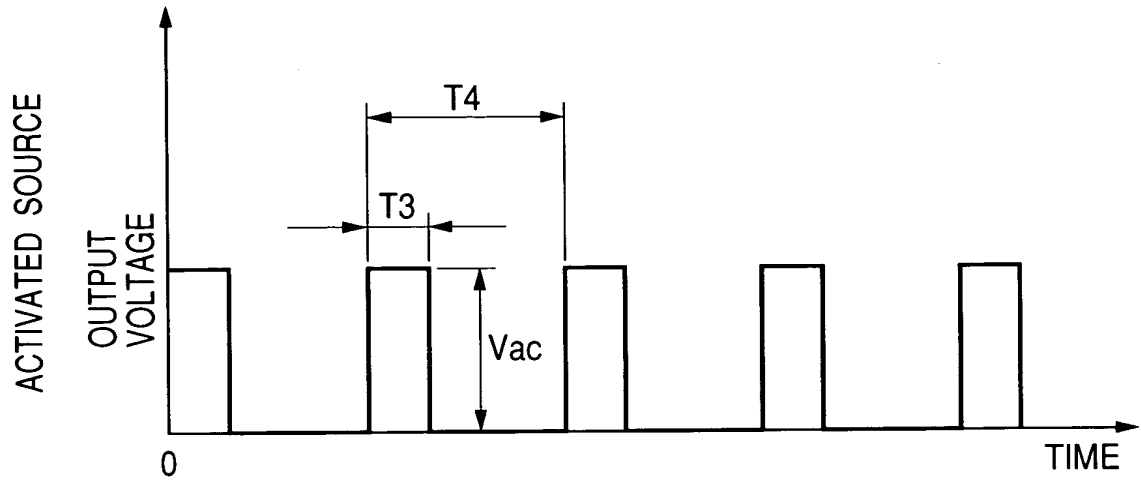 ACTIVATED SOURCE
OUTPUT
VOLTAGE
T4
T3
Vac
0
TIME